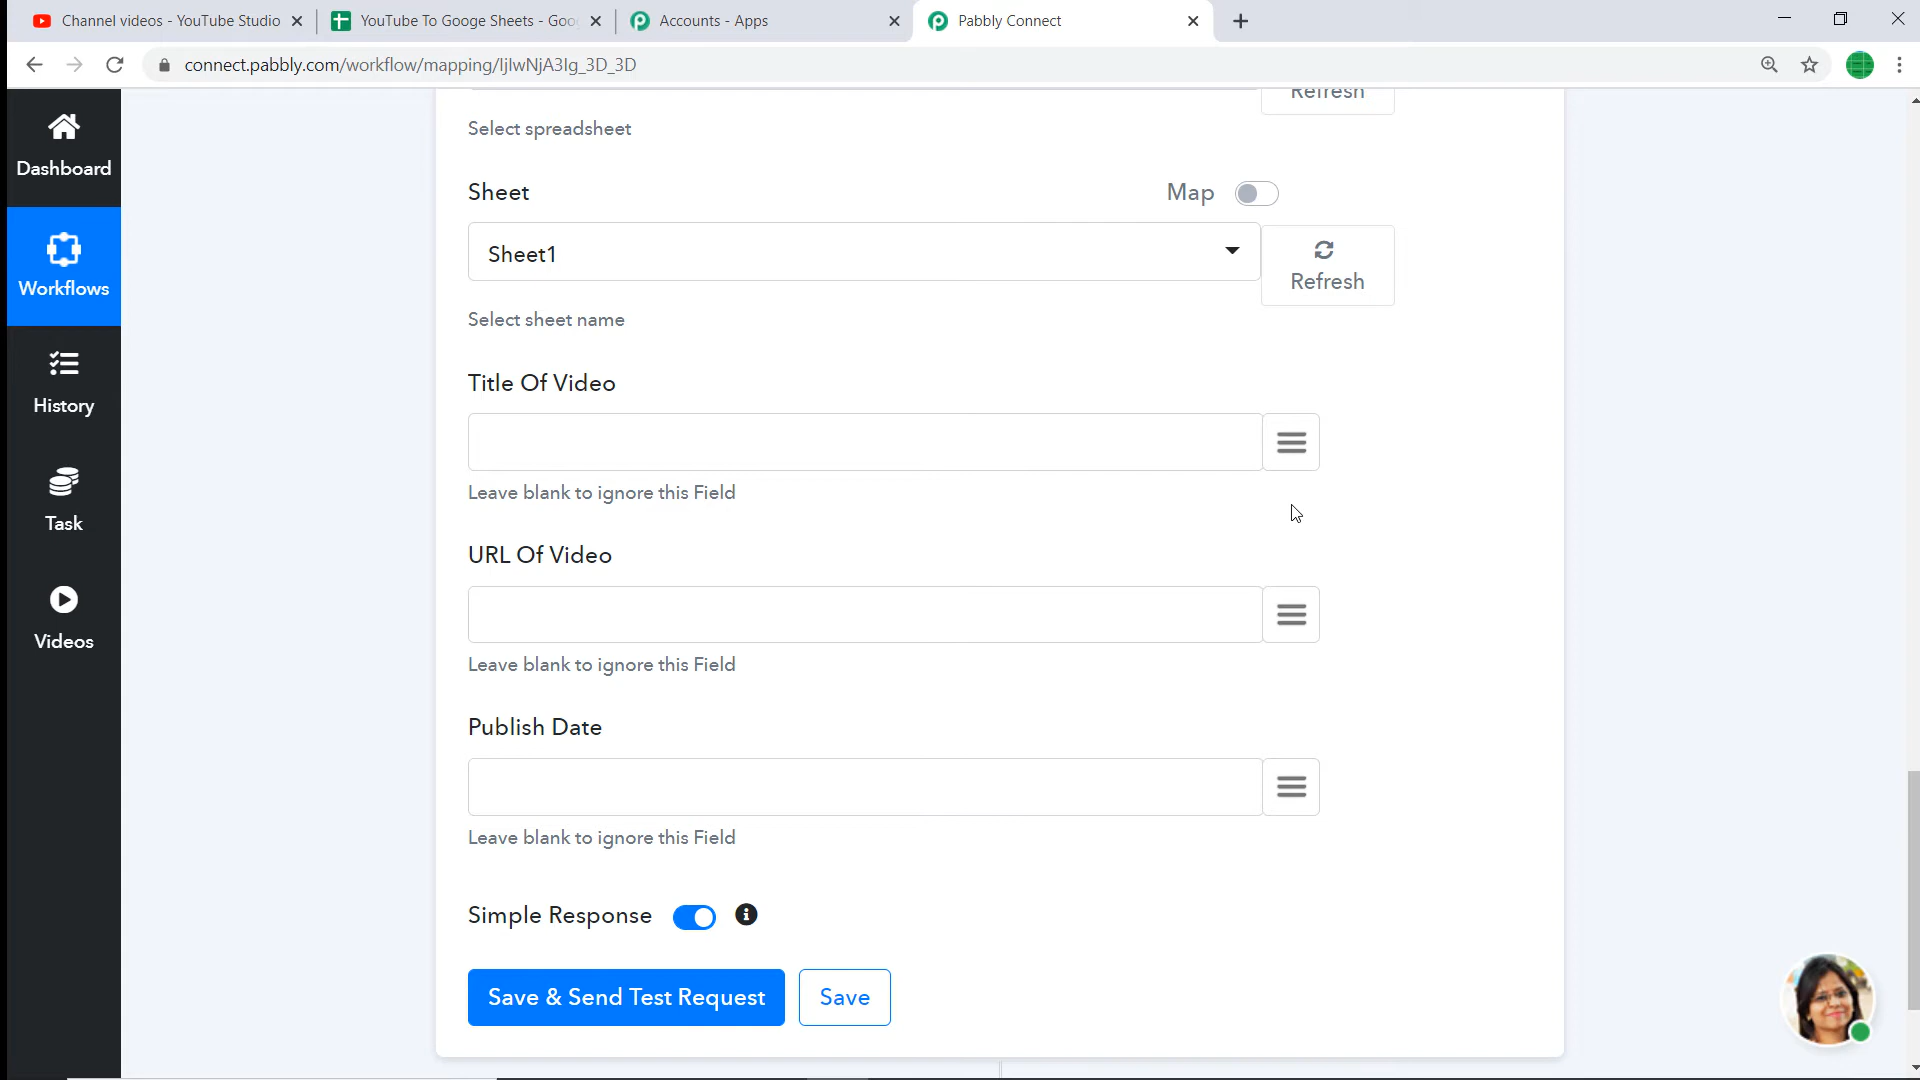 Channel videos - YouTube Studio
YouTube To Googe Sheets - Goo
Accounts - Apps
Pabbly Connect
connect.pabbly.com/workflow/mapping/IjIwNjA3Ig_3D_3D
Dashboard
Workflows
History
Task
Videos
Refresh
Select spreadsheet
Sheet
Map
Sheet1
Refresh
Select sheet name
Title Of Video
Leave blank to ignore this Field
URL Of Video
Leave blank to ignore this Field
Publish Date
Leave blank to ignore this Field
Simple Response
Save & Send Test Request
Save